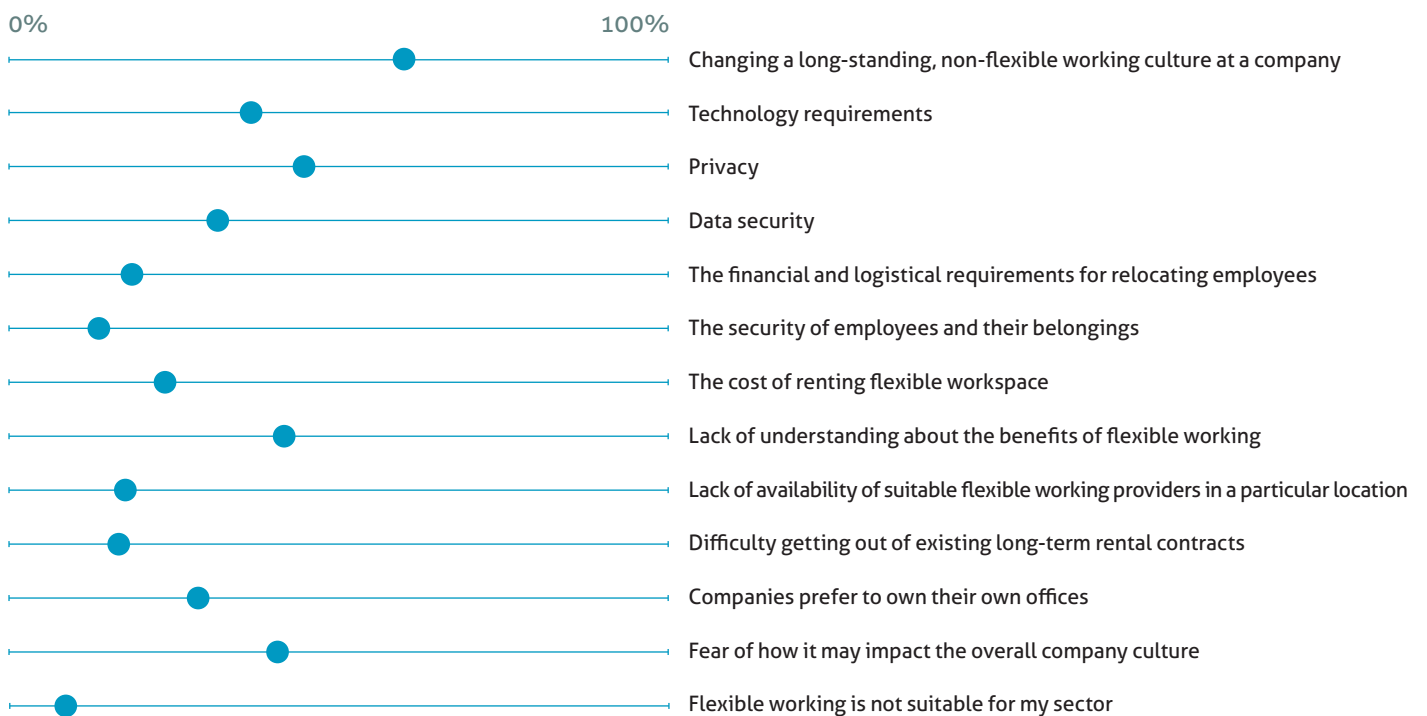 0% 100%
Changing a long-standing, non-flexible working culture at a company
Technology requirements
Privacy
Data security
The financial and logistical requirements for relocating employees
The security of employees and their belongings
The cost of renting flexible workspace
Lack of understanding about the benefits of flexible working
Lack of availability of suitable flexible working providers in a particular location
Difficulty getting out of existing long-term rental contracts
Companies prefer to own their own offices
Fear of how it may impact the overall company culture
Flexible working is not suitable for my sector